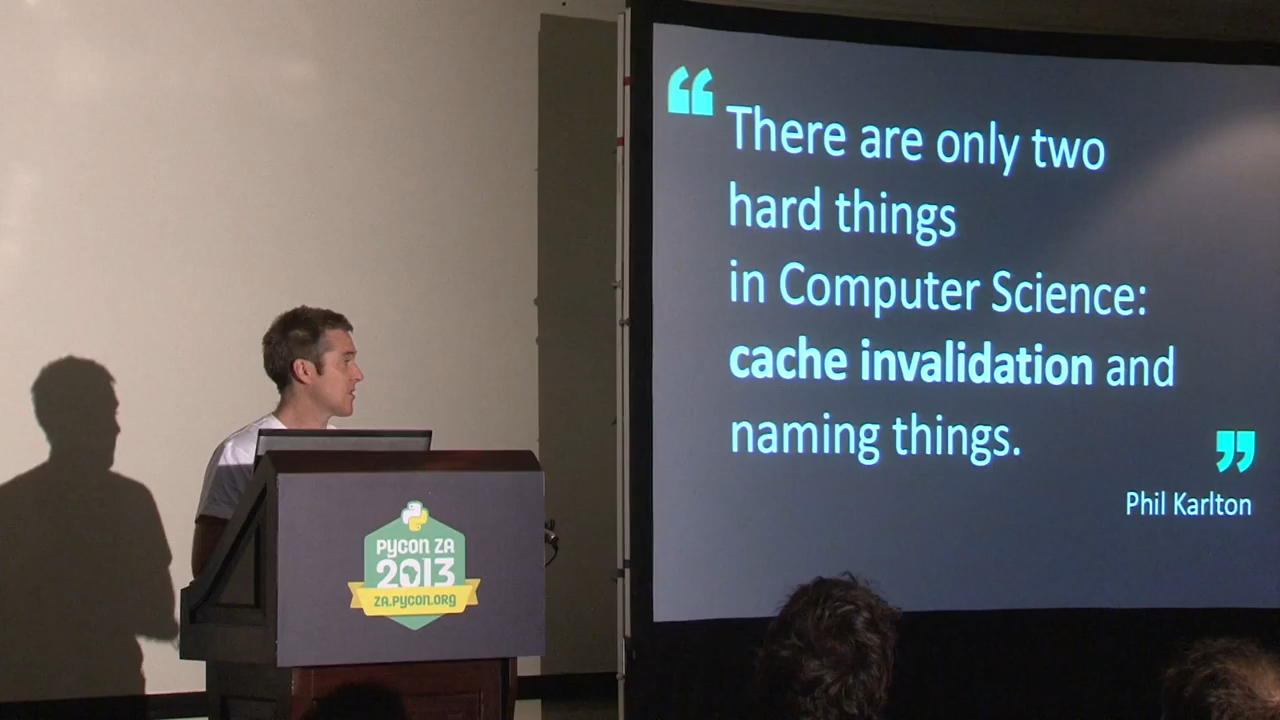 PYCON ZA
2013
ZA.PYCON.ORG
“ There are only two
hard things
in Computer Science:
cache invalidation and
naming things. ”
Phil Karlton